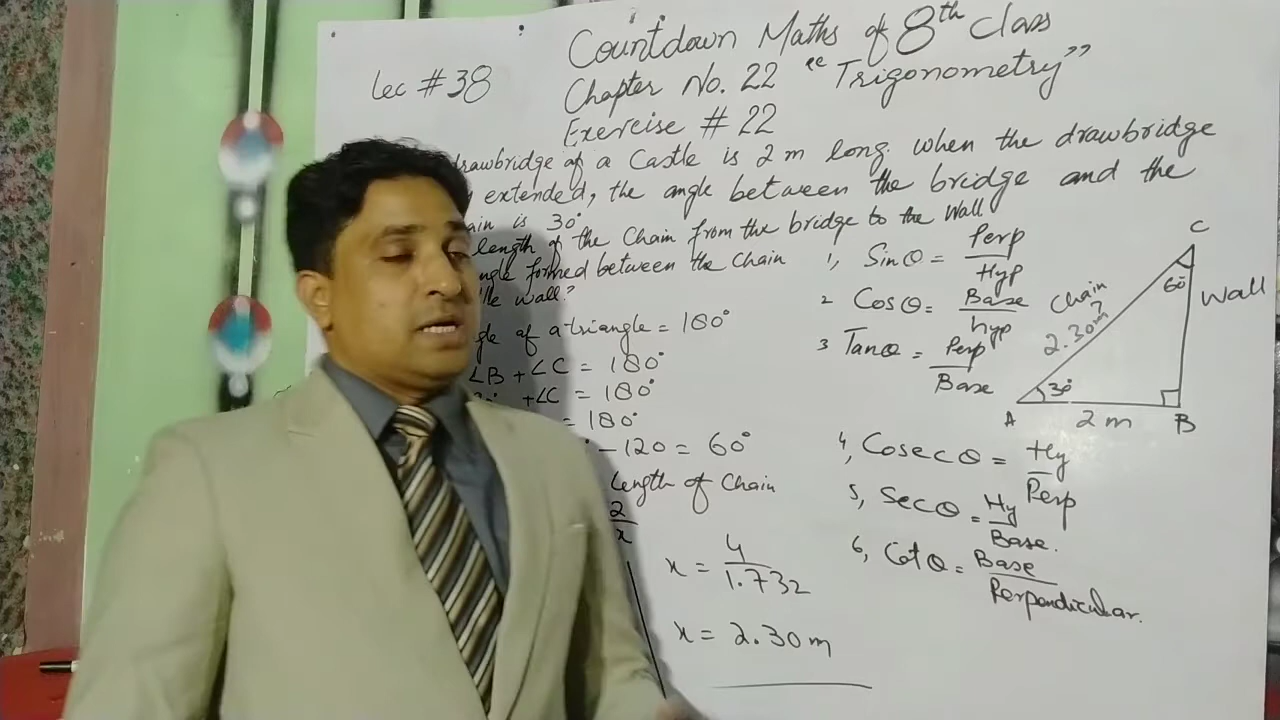 Lec # 38
Countdown Maths of 8th Class
Chapter No. 22 "Trigonometry"
Exercise # 22
drawbridge of a Castle is 2 m long. when the drawbridge
extended, the angle between the bridge and the
is 30°
length of the Chain from the bridge to the Wall
formed between the Chain
wall?
of a triangle = 180°
∠B + ∠C = 180°
+ ∠C = 180°
= 180°
- 120 = 60°
Length of Chain
2
x
x = 4/1.732
x = 2.30 m
1, Sinθ = Perp/Hyp
2 Cosθ = Base/hyp
3 Tanθ = Perp/Base
4, Cosecθ = Hy/Perp
5, Secθ = Hy/Base.
6, Cotθ = Base/Perpendicular.
C
60°
Wall
Chain
?
2.30m
30°
A
2 m
B